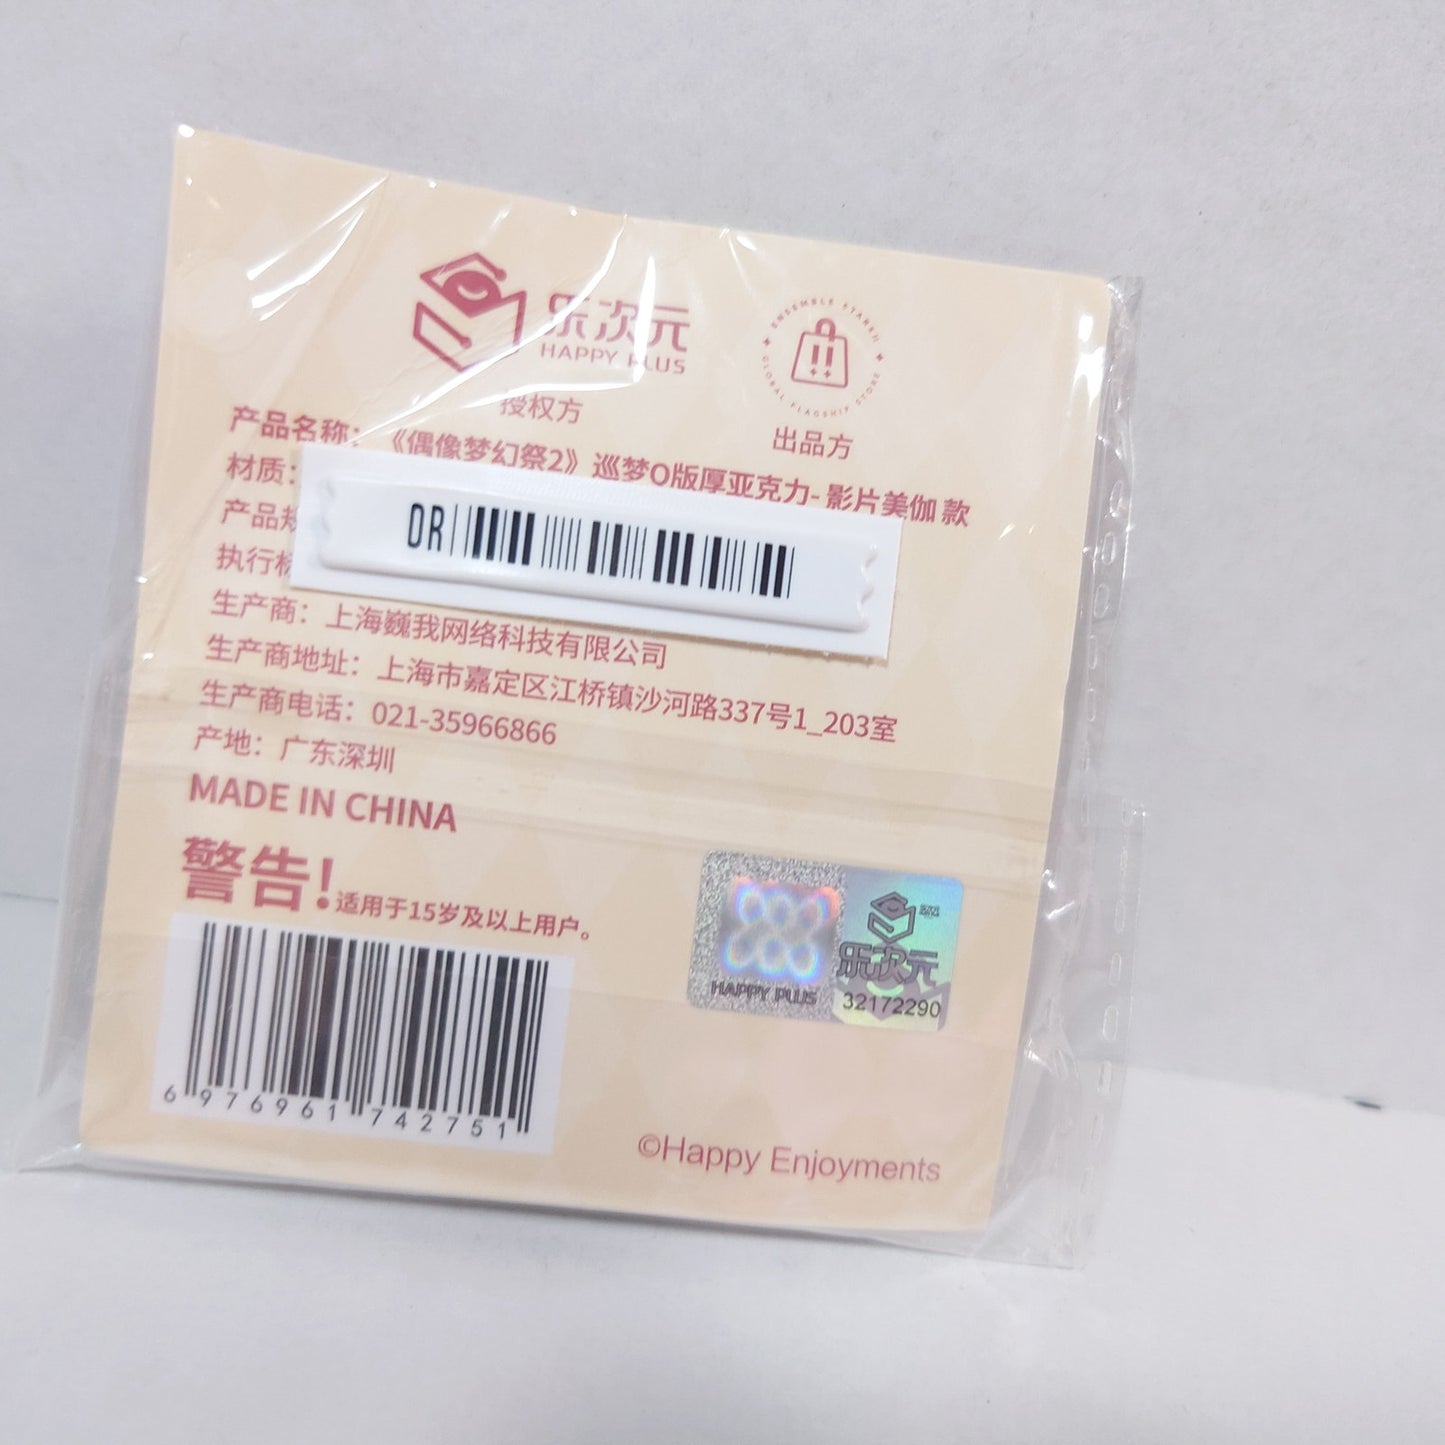 乐次元
HAPPY PLUS
授权方
ENSEMBLE STARS!!
GLOBAL FLAGSHIP STORE
出品方
产品名称：《偶像梦幻祭2》巡梦Q版厚亚克力-影片美伽 款
材质：
产品规
执行标
DR
生产商：上海巍我网络科技有限公司
生产商地址：上海市嘉定区江桥镇沙河路337号1_203室
生产商电话：021-35966866
产地：广东深圳
MADE IN CHINA
警告！适用于15岁及以上用户。
6 976961 742751
HAPPY PLUS
乐次元
32172290
©Happy Enjoyments